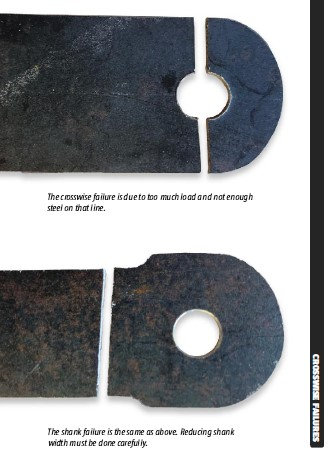 The crosswise failure is due to too much load and not enough
steel on that line.
The shank failure is the same as above. Reducing shank
width must be done carefully.
CROSSWISE FAILURES